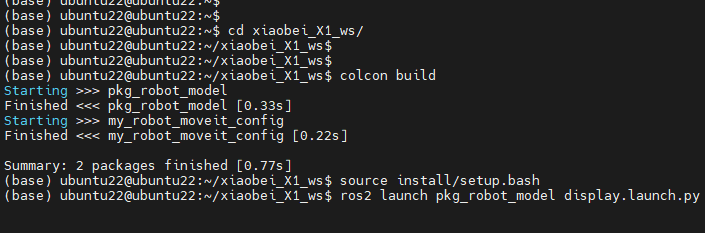 (base) ubuntu22@ubuntu22:~$
(base) ubuntu22@ubuntu22:~$
(base) ubuntu22@ubuntu22:~$ cd xiaobei_X1_ws/
(base) ubuntu22@ubuntu22:~/xiaobei_X1_ws$
(base) ubuntu22@ubuntu22:~/xiaobei_X1_ws$
(base) ubuntu22@ubuntu22:~/xiaobei_X1_ws$ colcon build
Starting >>> pkg_robot_model
Finished <<< pkg_robot_model [0.33s]
Starting >>> my_robot_moveit_config
Finished <<< my_robot_moveit_config [0.22s]
Summary: 2 packages finished [0.77s]
(base) ubuntu22@ubuntu22:~/xiaobei_X1_ws$ source install/setup.bash
(base) ubuntu22@ubuntu22:~/xiaobei_X1_ws$ ros2 launch pkg_robot_model display.launch.py